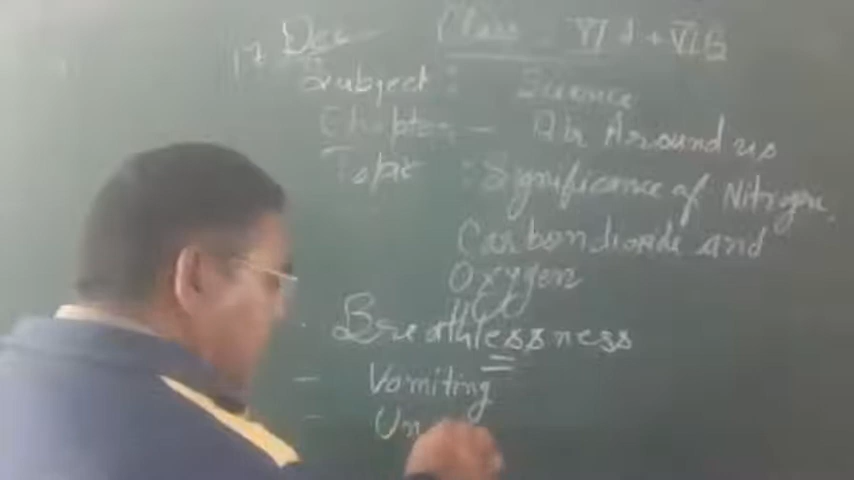 17 Dec Class : VI J + VI G
Subject : Science
Chapter - Air Around us
Topic : Significance of Nitrogen,
Carbondioxide and
Oxygen
Breathlessness
- Vomiting
- Un